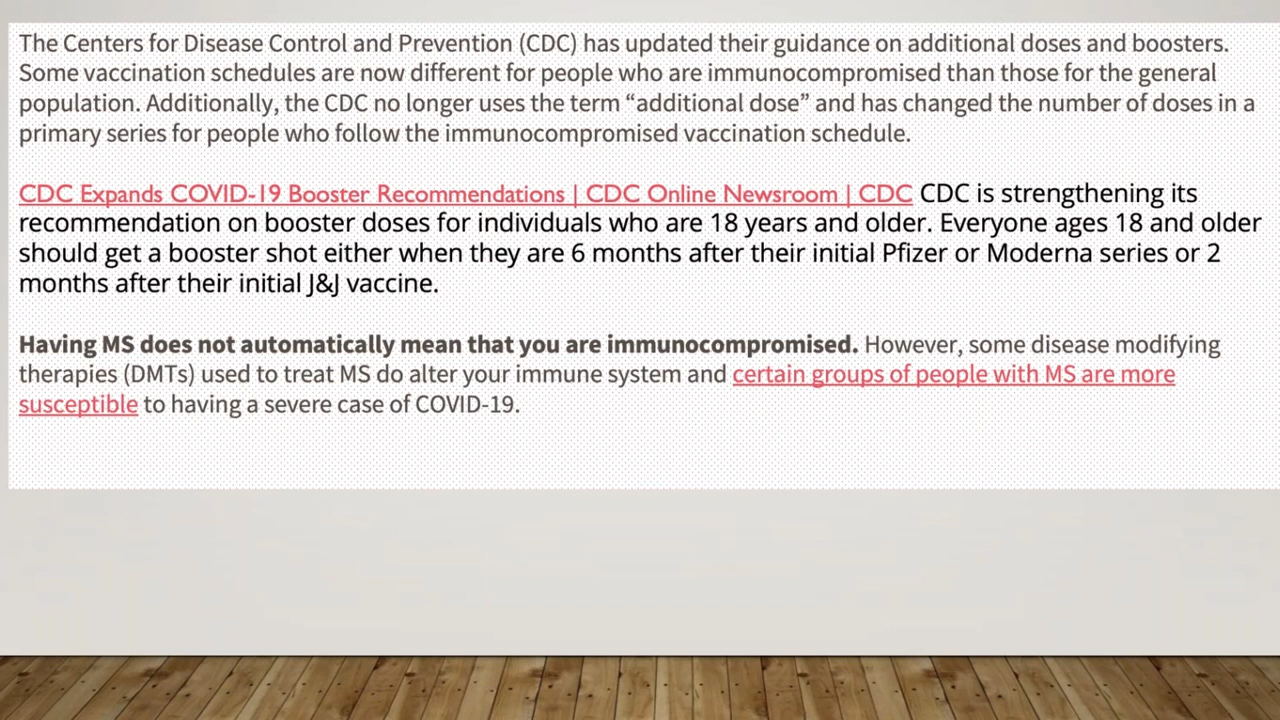 The Centers for Disease Control and Prevention (CDC) has updated their guidance on additional doses and boosters.
Some vaccination schedules are now different for people who are immunocompromised than those for the general
population. Additionally, the CDC no longer uses the term “additional dose” and has changed the number of doses in a
primary series for people who follow the immunocompromised vaccination schedule.
CDC Expands COVID-19 Booster Recommendations | CDC Online Newsroom | CDC CDC is strengthening its
recommendation on booster doses for individuals who are 18 years and older. Everyone ages 18 and older
should get a booster shot either when they are 6 months after their initial Pfizer or Moderna series or 2
months after their initial J&J vaccine.
Having MS does not automatically mean that you are immunocompromised. However, some disease modifying
therapies (DMTs) used to treat MS do alter your immune system and certain groups of people with MS are more
susceptible to having a severe case of COVID-19.